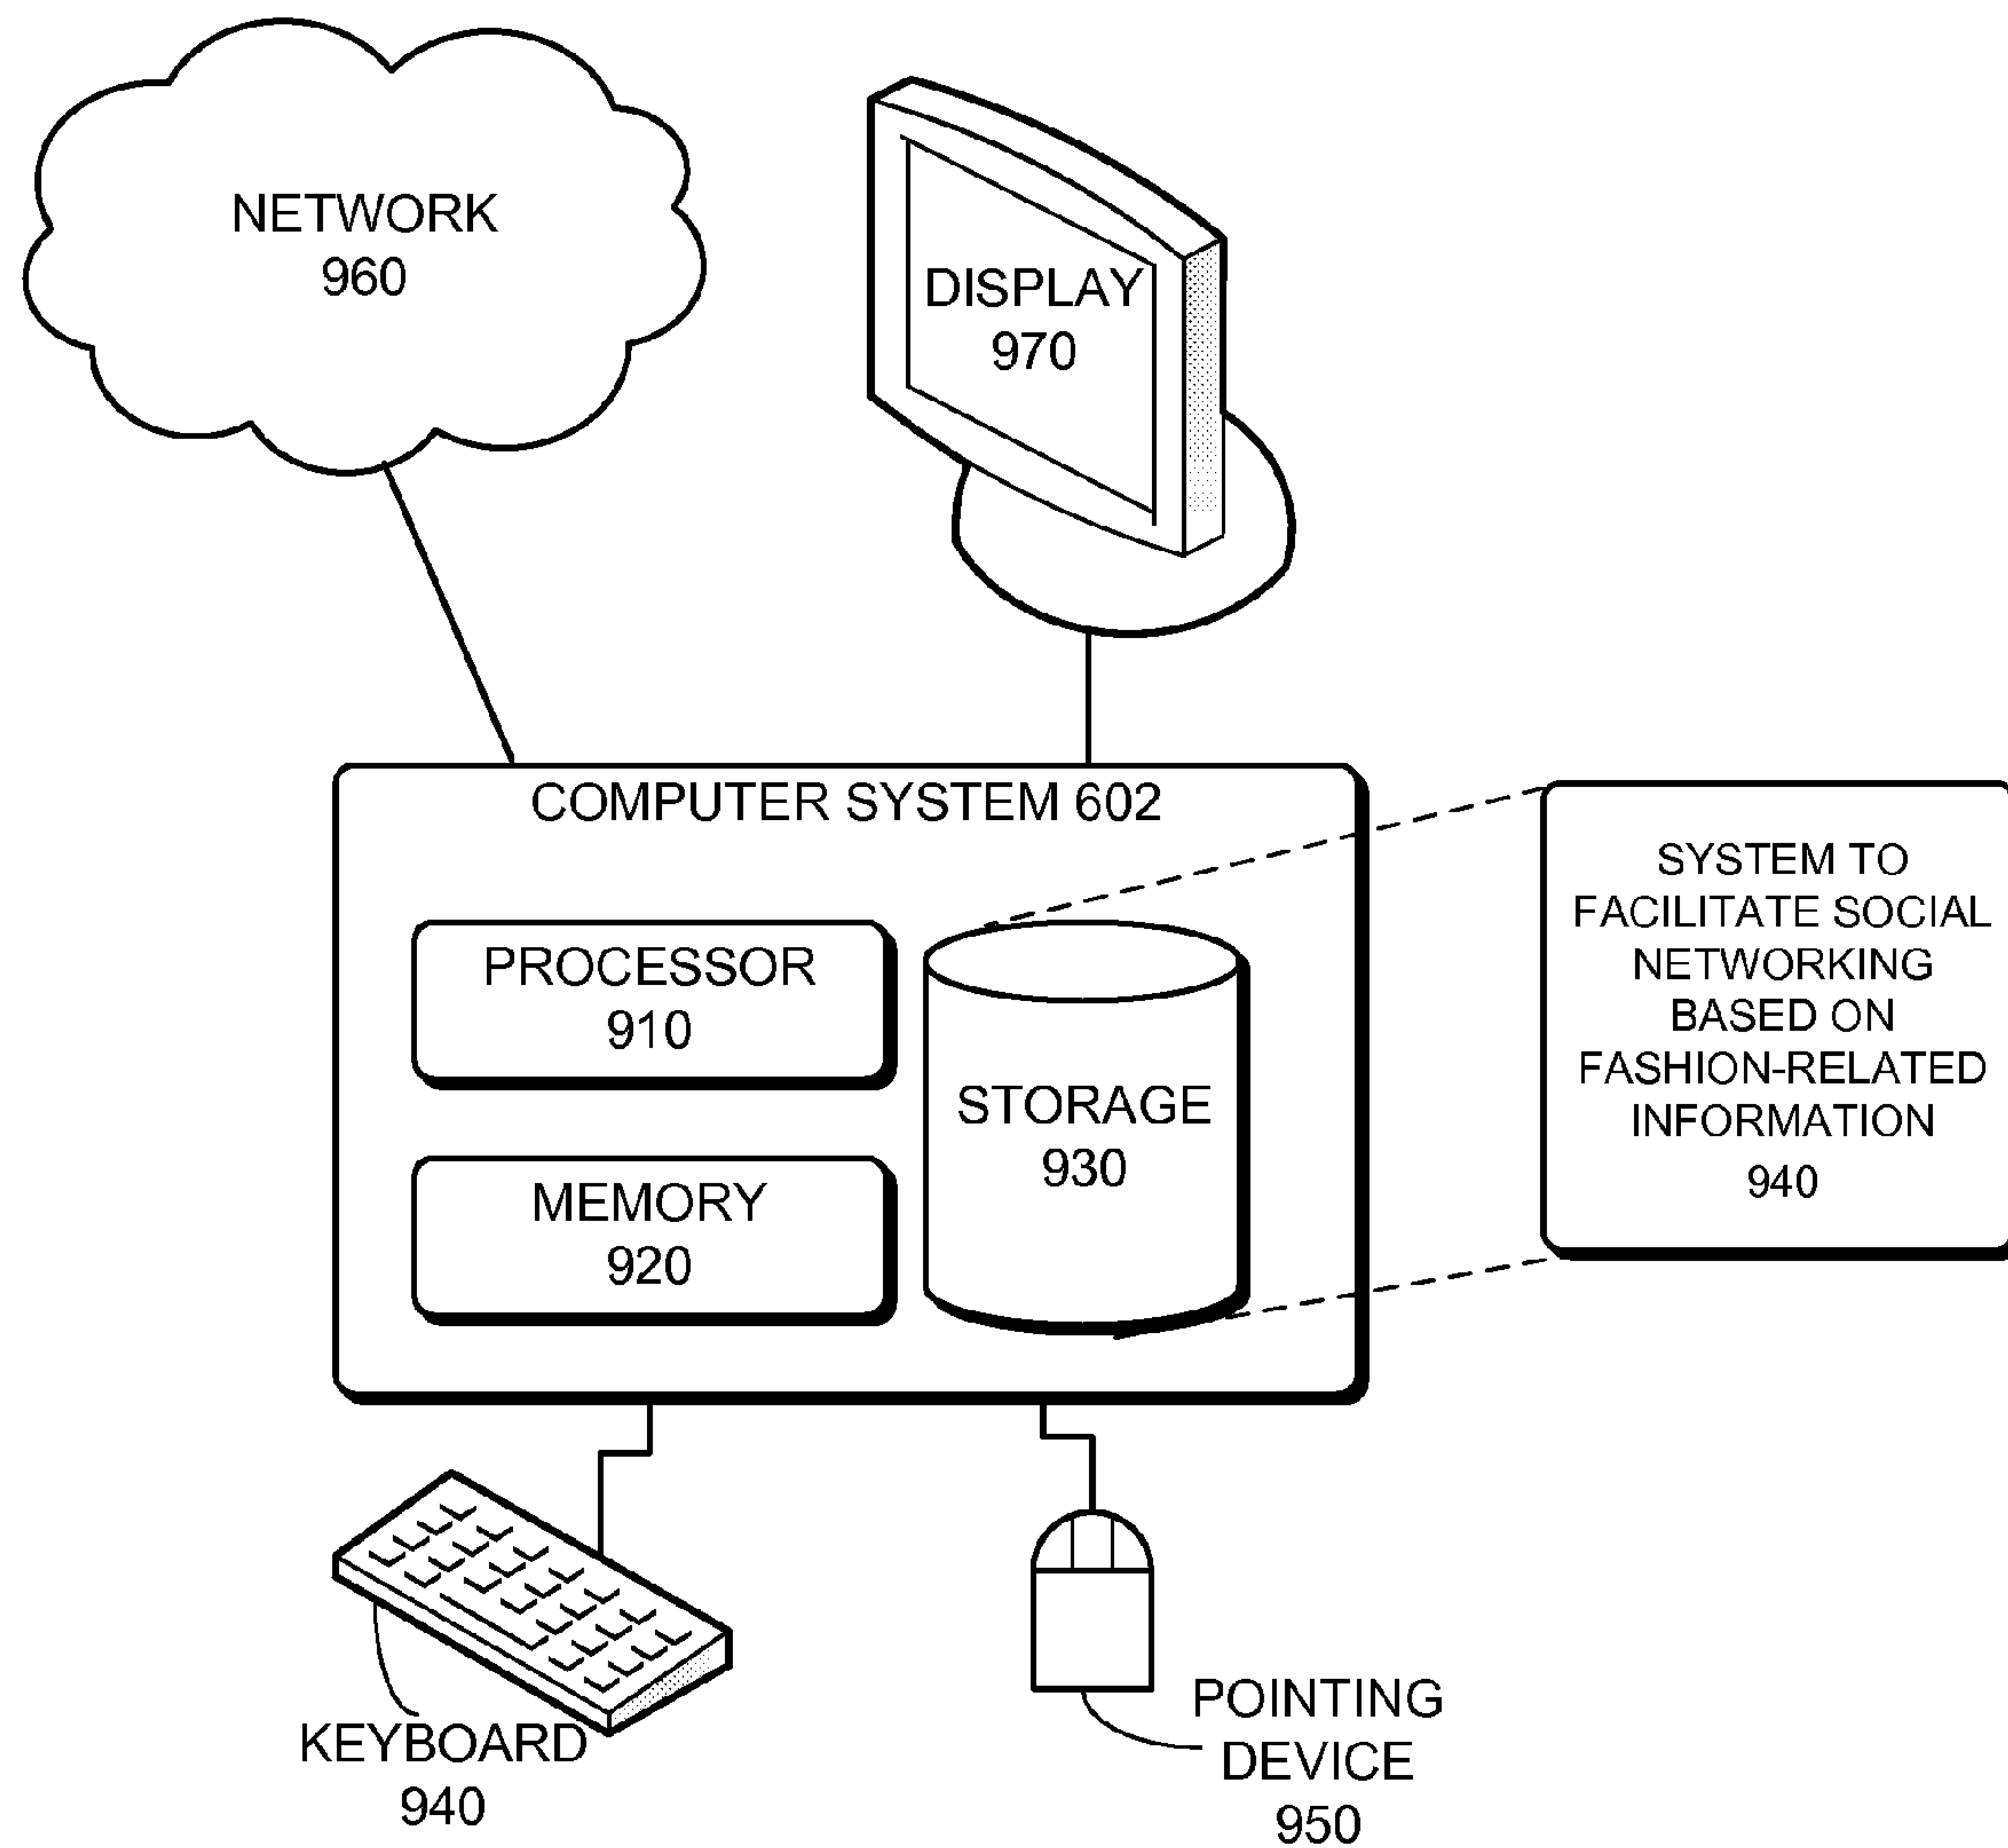 NETWORK
960
DISPLAY
970
COMPUTER SYSTEM 602
PROCESSOR
910
MEMORY
920
STORAGE
930
SYSTEM TO
FACILITATE SOCIAL
NETWORKING
BASED ON
FASHION-RELATED
INFORMATION
940
KEYBOARD
940
POINTING
DEVICE
950